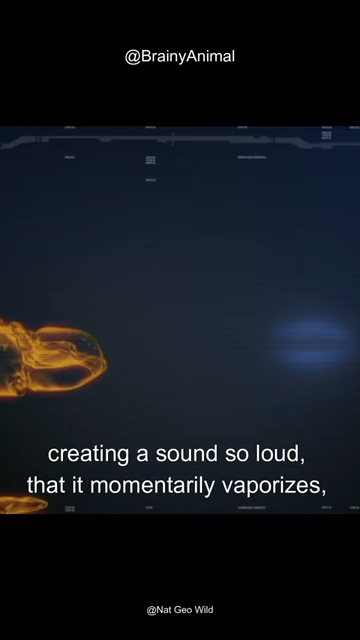 @BrainyAnimal
creating a sound so loud,
that it momentarily vaporizes,
@Nat Geo Wild